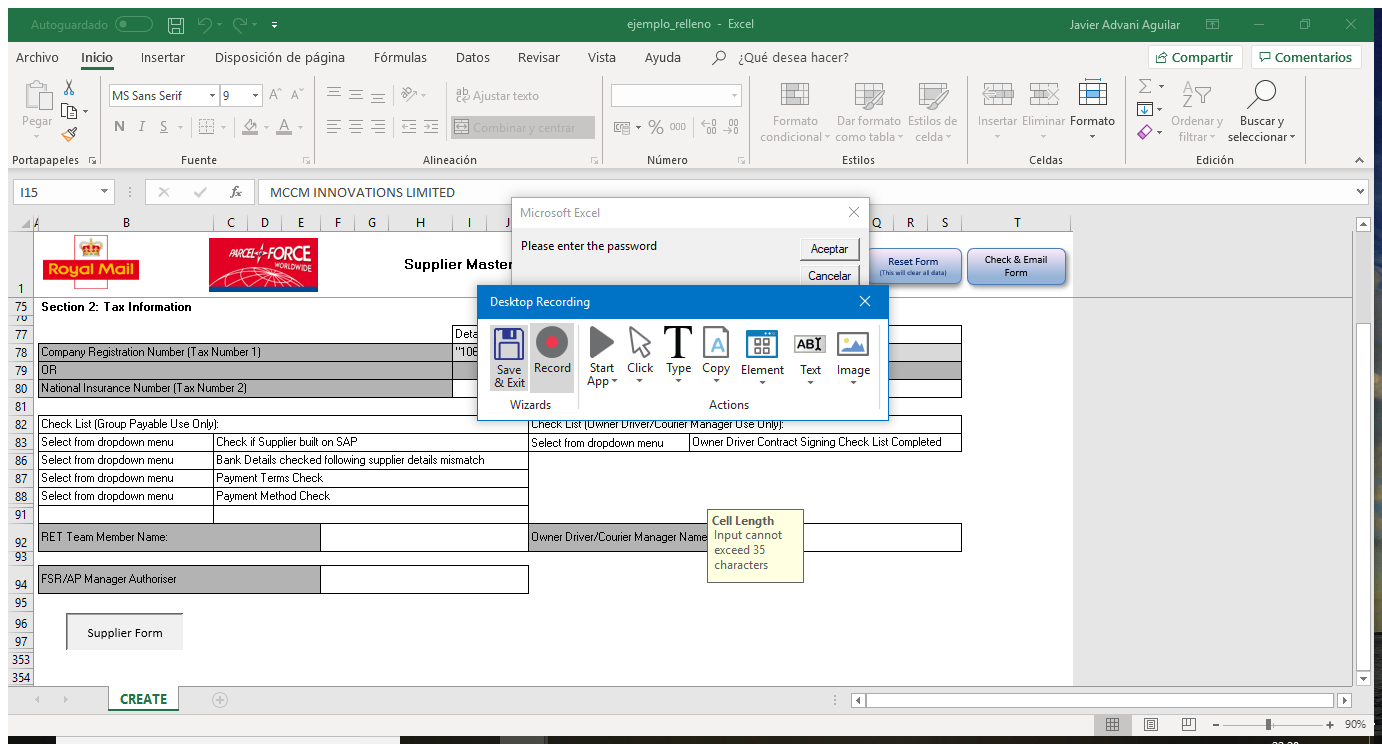 Autoguardado
ejemplo_relleno - Excel
Javier Advani Aguilar
Archivo Inicio Insertar Disposición de página Fórmulas Datos Revisar Vista Ayuda ¿Qué desea hacer? Compartir Comentarios
Pegar
Portapapeles
MS Sans Serif 9 A A
N I S A
Fuente
ab Ajustar texto
Combinar y centrar
Alineación
% 000
Número
Formato condicional
Dar formato como tabla
Estilos de celda
Estilos
Insertar Eliminar Formato
Celdas
Ordenar y filtrar
Buscar y seleccionar
Edición
I15 fx MCCM INNOVATIONS LIMITED
A B C D E F G H I J Q R S T
1
Royal Mail
PARCEL FORCE
WORLDWIDE
Supplier Master
Reset Form
(This will clear all data)
Check & Email
Form
Microsoft Excel
Please enter the password
Aceptar
Cancelar
Desktop Recording
Save & Exit
Record
Start App
Click
Type
Copy
Element
Text
Image
Wizards
Actions
75 Section 2: Tax Information
76
77 Deta
78 Company Registration Number (Tax Number 1) "106
79 OR
80 National Insurance Number (Tax Number 2)
81
82 Check List (Group Payable Use Only): Check List (Owner Driver/Courier Manager Use Only):
83 Select from dropdown menu Check if Supplier built on SAP Select from dropdown menu Owner Driver Contract Signing Check List Completed
86 Select from dropdown menu Bank Details checked following supplier details mismatch
87 Select from dropdown menu Payment Terms Check
88 Select from dropdown menu Payment Method Check
91
92 RET Team Member Name: Owner Driver/Courier Manager Name
Cell Length
Input cannot
exceed 35
characters
93
94 FSR/AP Manager Authoriser
95
96
97
Supplier Form
353
354
CREATE
90%